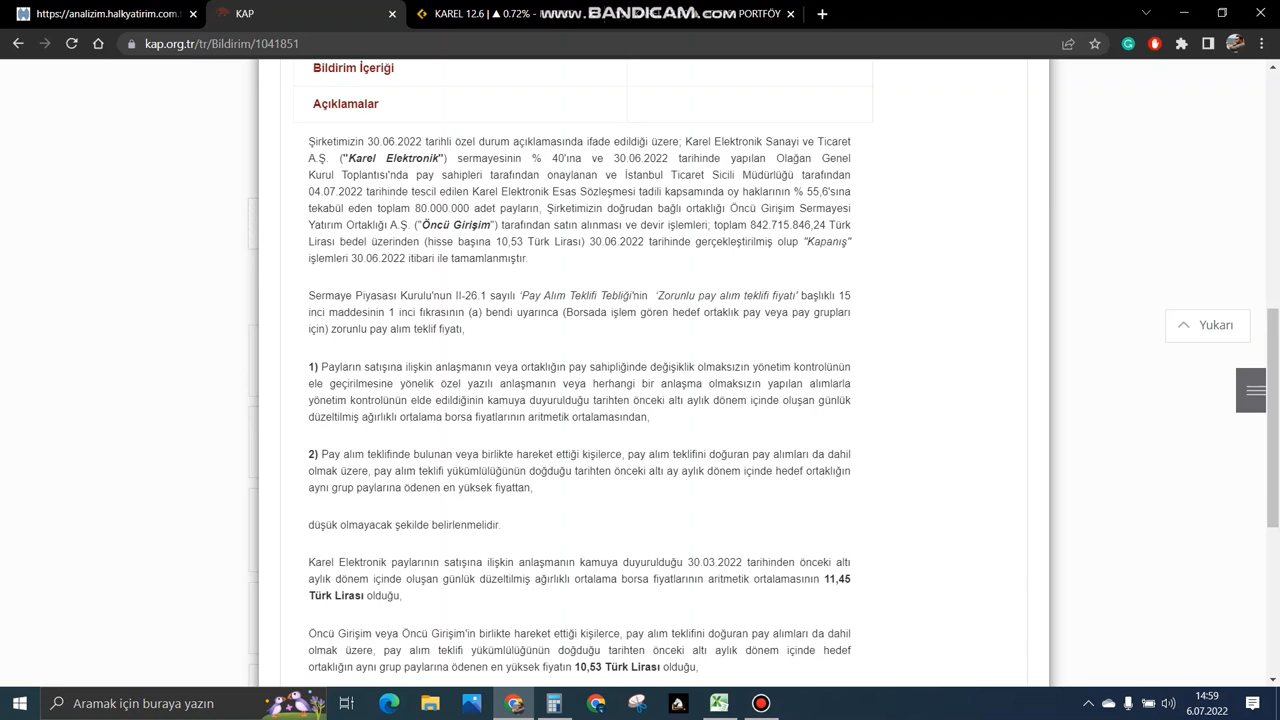 https://analizim.halkyatirim.com.t
KAP
KAREL 12.6 | ▲ 0.72% -
PORTFÖY
www.BANDICAM.com
kap.org.tr/tr/Bildirim/1041851
Bildirim İçeriği
Açıklamalar
Şirketimizin 30.06.2022 tarihli özel durum açıklamasında ifade edildiği üzere; Karel Elektronik Sanayi ve Ticaret
A.Ş. ("Karel Elektronik") sermayesinin % 40'ına ve 30.06.2022 tarihinde yapılan Olağan Genel
Kurul Toplantısı'nda pay sahipleri tarafından onaylanan ve İstanbul Ticaret Sicili Müdürlüğü tarafından
04.07.2022 tarihinde tescil edilen Karel Elektronik Esas Sözleşmesi tadili kapsamında oy haklarının % 55,6'sına
tekabül eden toplam 80.000.000 adet payların, Şirketimizin doğrudan bağlı ortaklığı Öncü Girişim Sermayesi
Yatırım Ortaklığı A.Ş. ("Öncü Girişim") tarafından satın alınması ve devir işlemleri; toplam 842.715.846,24 Türk
Lirası bedel üzerinden (hisse başına 10,53 Türk Lirası) 30.06.2022 tarihinde gerçekleştirilmiş olup "Kapanış"
işlemleri 30.06.2022 itibari ile tamamlanmıştır.
Sermaye Piyasası Kurulu'nun II-26.1 sayılı 'Pay Alım Teklifi Tebliği'nin 'Zorunlu pay alım teklifi fiyatı' başlıklı 15
inci maddesinin 1 inci fıkrasının (a) bendi uyarınca (Borsada işlem gören hedef ortaklık pay veya pay grupları
için) zorunlu pay alım teklif fiyatı,
1) Payların satışına ilişkin anlaşmanın veya ortaklığın pay sahipliğinde değişiklik olmaksızın yönetim kontrolünün
ele geçirilmesine yönelik özel yazılı anlaşmanın veya herhangi bir anlaşma olmaksızın yapılan alımlarla
yönetim kontrolünün elde edildiğinin kamuya duyurulduğu tarihten önceki altı aylık dönem içinde oluşan günlük
düzeltilmiş ağırlıklı ortalama borsa fiyatlarının aritmetik ortalamasından,
2) Pay alım teklifinde bulunan veya birlikte hareket ettiği kişilerce, pay alım teklifini doğuran pay alımları da dahil
olmak üzere, pay alım teklifi yükümlülüğünün doğduğu tarihten önceki altı ay aylık dönem içinde hedef ortaklığın
aynı grup paylarına ödenen en yüksek fiyattan,
düşük olmayacak şekilde belirlenmelidir.
Karel Elektronik paylarının satışına ilişkin anlaşmanın kamuya duyurulduğu 30.03.2022 tarihinden önceki altı
aylık dönem içinde oluşan günlük düzeltilmiş ağırlıklı ortalama borsa fiyatlarının aritmetik ortalamasının 11,45
Türk Lirası olduğu,
Öncü Girişim veya Öncü Girişim'in birlikte hareket ettiği kişilerce, pay alım teklifini doğuran pay alımları da dahil
olmak üzere, pay alım teklifi yükümlülüğünün doğduğu tarihten önceki altı aylık dönem içinde hedef
ortaklığın aynı grup paylarına ödenen en yüksek fiyatın 10,53 Türk Lirası olduğu,
Yukarı
Aramak için buraya yazın
14:59
6.07.2022